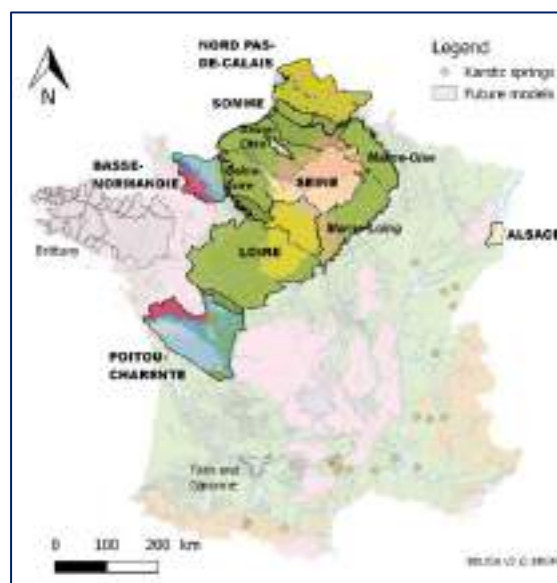 NORD PAS-
DE-CALAIS
Legend
Karstic springs
Future models
N
SOMME
BASSE-
NORMANDIE
Marne-Oise
SEINE
Brittany
Marne-Loing
ALSACE
LOIRE
POITOU-
CHARENTE
Tarn and
Garonne
0 100 200 km